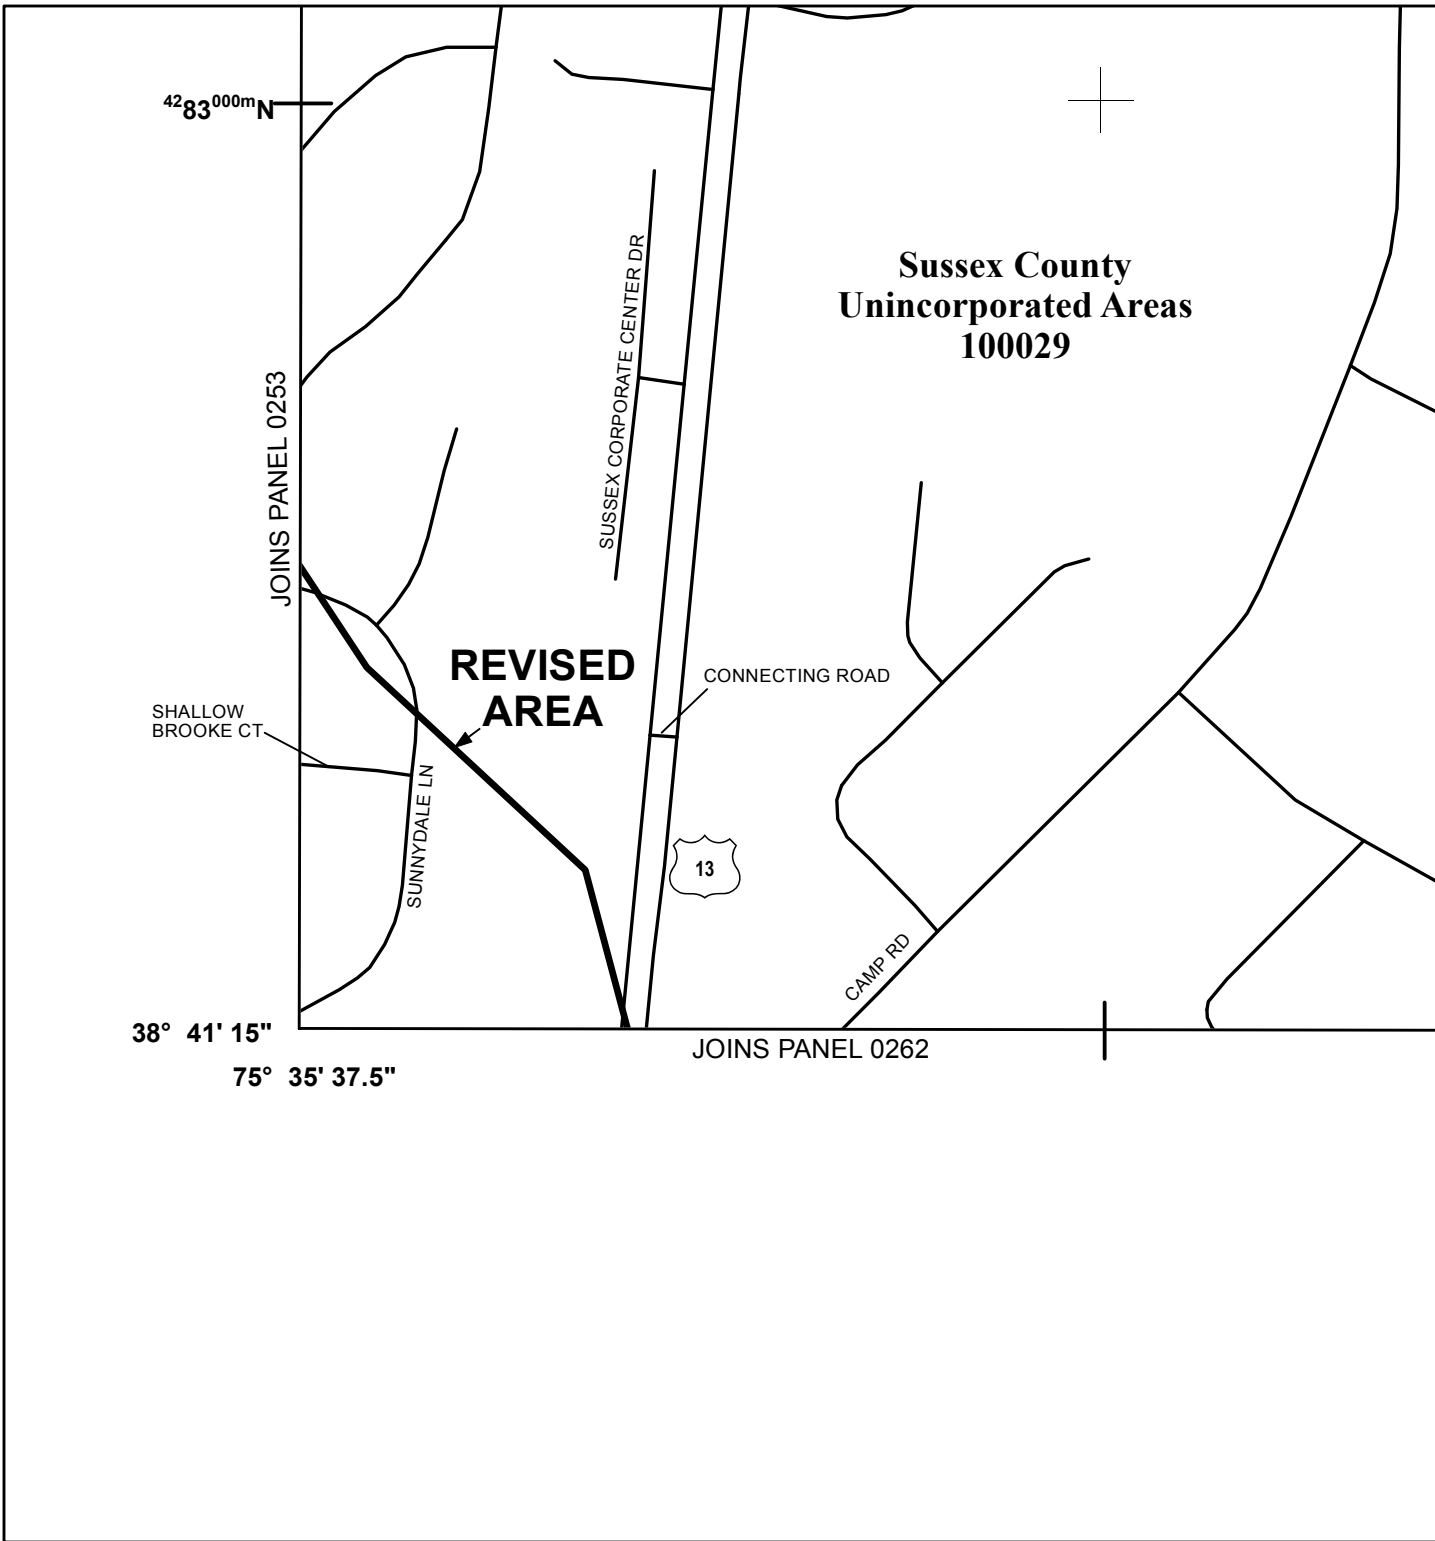 4283000mN
Sussex County
Unincorporated Areas
100029
SUSSEX CORPORATE CENTER DR
JOINS PANEL 0253
REVISED
AREA
CONNECTING ROAD
SHALLOW
BROOKE CT
SUNNYDALE LN
13
CAMP RD
38° 41' 15"
JOINS PANEL 0262
75° 35' 37.5"